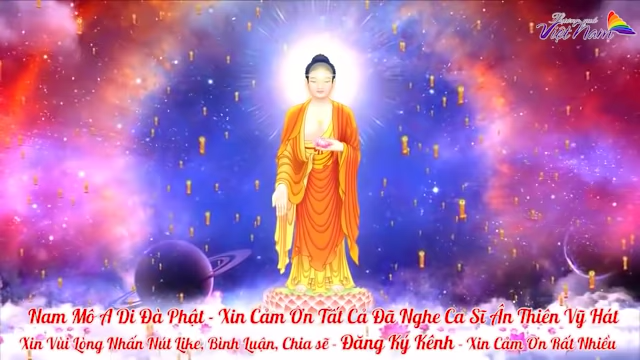 Hương quê
Việt Nam
Nam Mô A Di Đà Phật - Xin Cảm Ơn Tất Cả Đã Nghe Ca Sĩ Ân Thiên Vỹ Hát
Xin Vui Lòng Nhấn Nút Like, Bình Luận, Chia sẽ - Đăng Ký Kênh - Xin Cảm Ơn Rất Nhiều